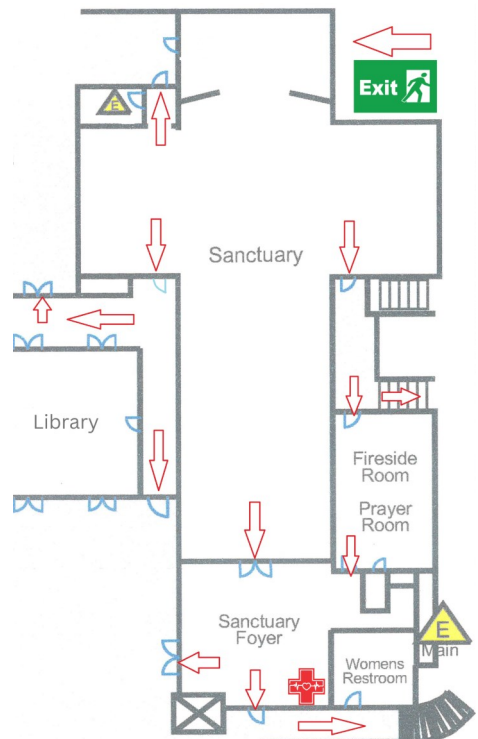 Exit
E
Sanctuary
Library
Fireside
Room
Prayer
Room
Sanctuary
Foyer
E
Main
Womens
Restroom